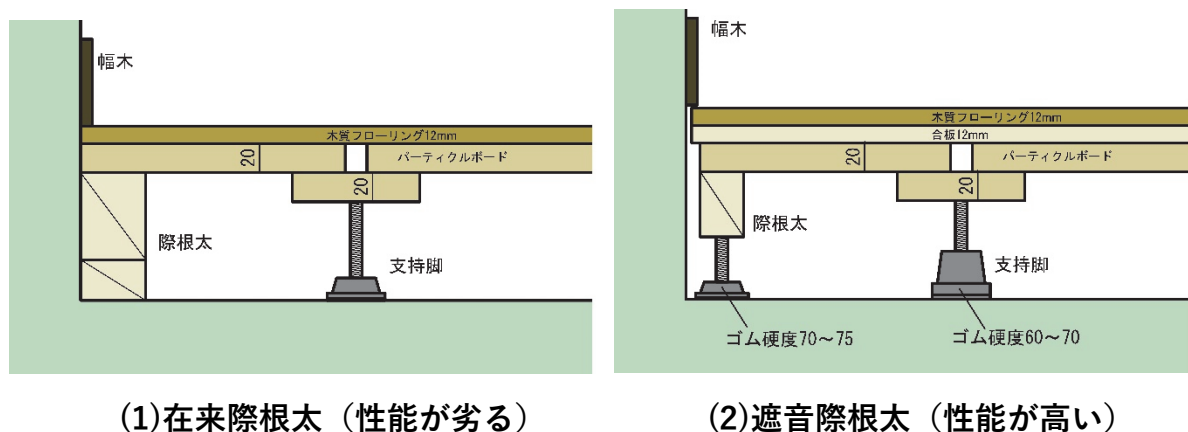 幅木
木質フローリング12mm
20
パーティクルボード
20
際根太
支持脚
(1)在来際根太（性能が劣る）
幅木
木質フローリング12mm
合板12mm
20
パーティクルボード
20
際根太
支持脚
ゴム硬度70～75
ゴム硬度60～70
(2)遮音際根太（性能が高い）